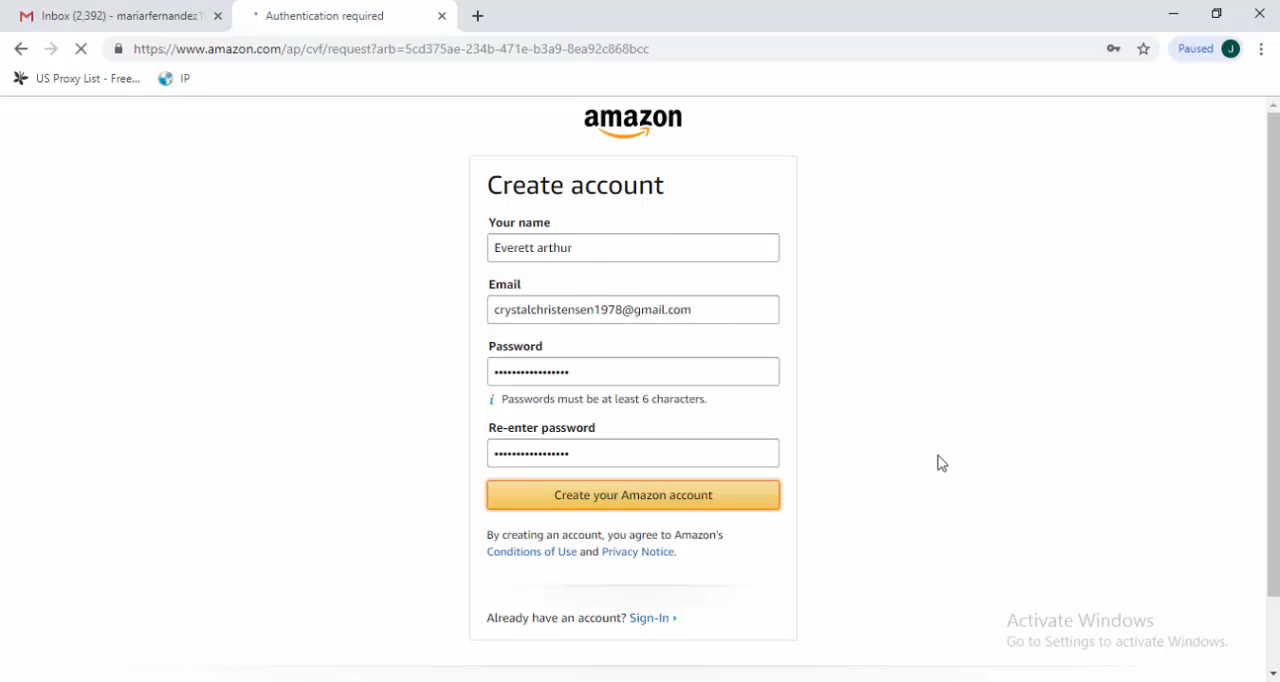 Inbox (2,392) - mariarfernandez1
Authentication required
https://www.amazon.com/ap/cvf/request?arb=5cd375ae-234b-471e-b3a9-8ea92c868bcc
Paused J
US Proxy List - Free... IP
amazon
Create account
Your name
Everett arthur
Email
crystalchristensen1978@gmail.com
Password
•••••••••••••••••
i Passwords must be at least 6 characters.
Re-enter password
•••••••••••••••••
Create your Amazon account
By creating an account, you agree to Amazon's
Conditions of Use and Privacy Notice.
Already have an account? Sign-In
Activate Windows
Go to Settings to activate Windows.